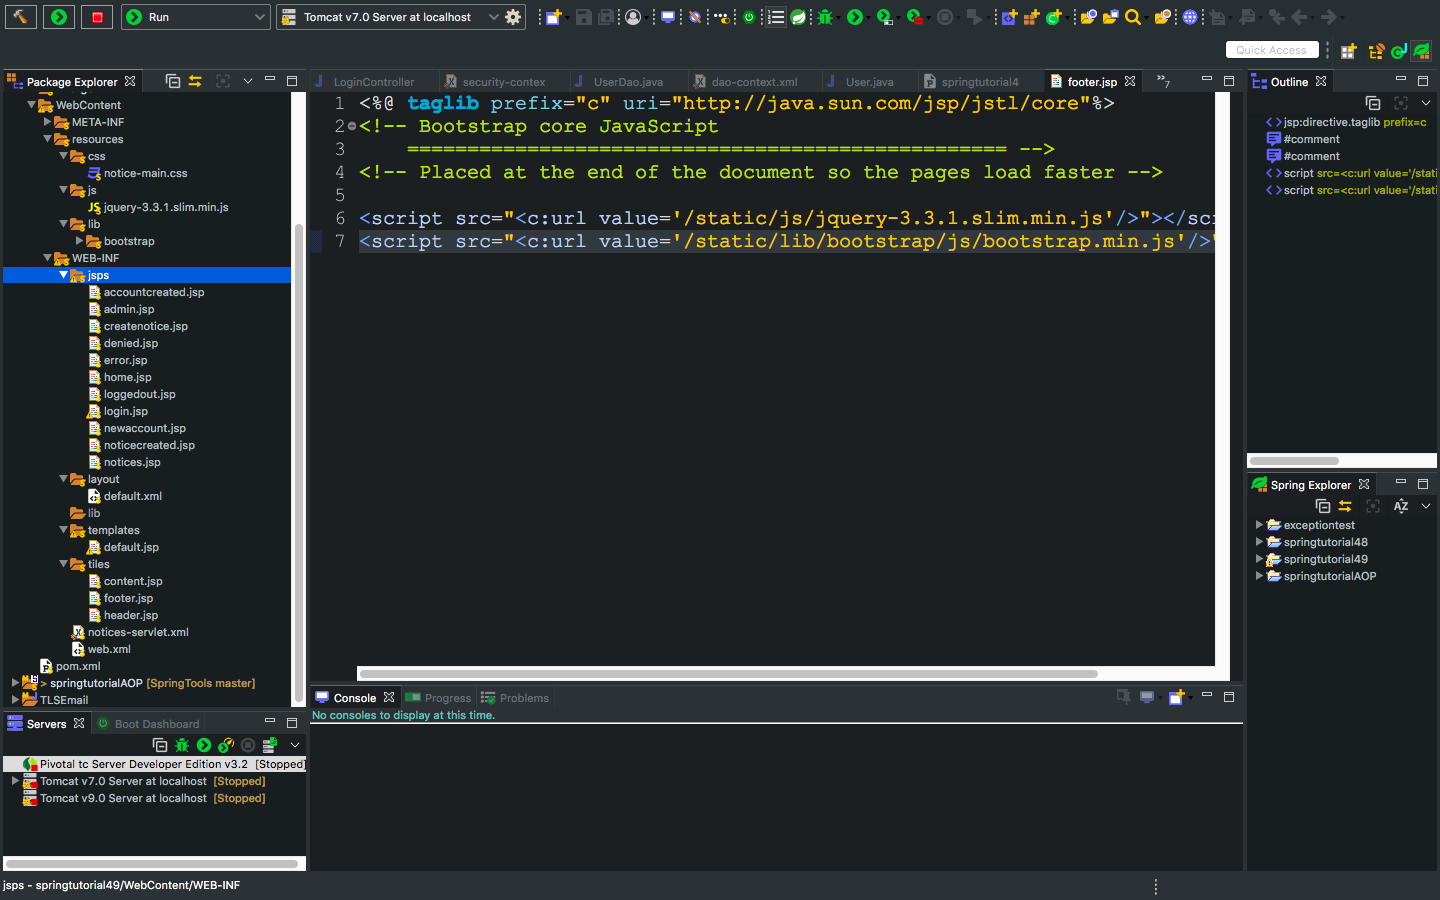 Run
Tomcat v7.0 Server at localhost
Quick Access
Package Explorer
WebContent
META-INF
resources
css
notice-main.css
js
jquery-3.3.1.slim.min.js
lib
bootstrap
WEB-INF
jsps
accountcreated.jsp
admin.jsp
createnotice.jsp
denied.jsp
error.jsp
home.jsp
loggedout.jsp
login.jsp
newaccount.jsp
noticecreated.jsp
notices.jsp
layout
default.xml
lib
templates
default.jsp
tiles
content.jsp
footer.jsp
header.jsp
notices-servlet.xml
web.xml
pom.xml
> springtutorialAOP [SpringTools master]
TLSEmail
LoginController
security-contex
UserDao.java
dao-context.xml
User.java
springtutorial4
footer.jsp
»7
1 <%@ taglib prefix="c" uri="http://java.sun.com/jsp/jstl/core"%>
2 <!-- Bootstrap core JavaScript
3 ================================================== -->
4 <!-- Placed at the end of the document so the pages load faster -->
5
6 <script src="<c:url value='/static/js/jquery-3.3.1.slim.min.js'/>"></scr
7 <script src="<c:url value='/static/lib/bootstrap/js/bootstrap.min.js'/>"
Outline
jsp:directive.taglib prefix=c
#comment
#comment
script src=<c:url value='/stati
script src=<c:url value='/stati
Spring Explorer
AZ
exceptiontest
springtutorial48
springtutorial49
springtutorialAOP
Servers
Boot Dashboard
Pivotal tc Server Developer Edition v3.2 [Stopped]
Tomcat v7.0 Server at localhost [Stopped]
Tomcat v9.0 Server at localhost [Stopped]
Console
Progress
Problems
No consoles to display at this time.
jsps - springtutorial49/WebContent/WEB-INF